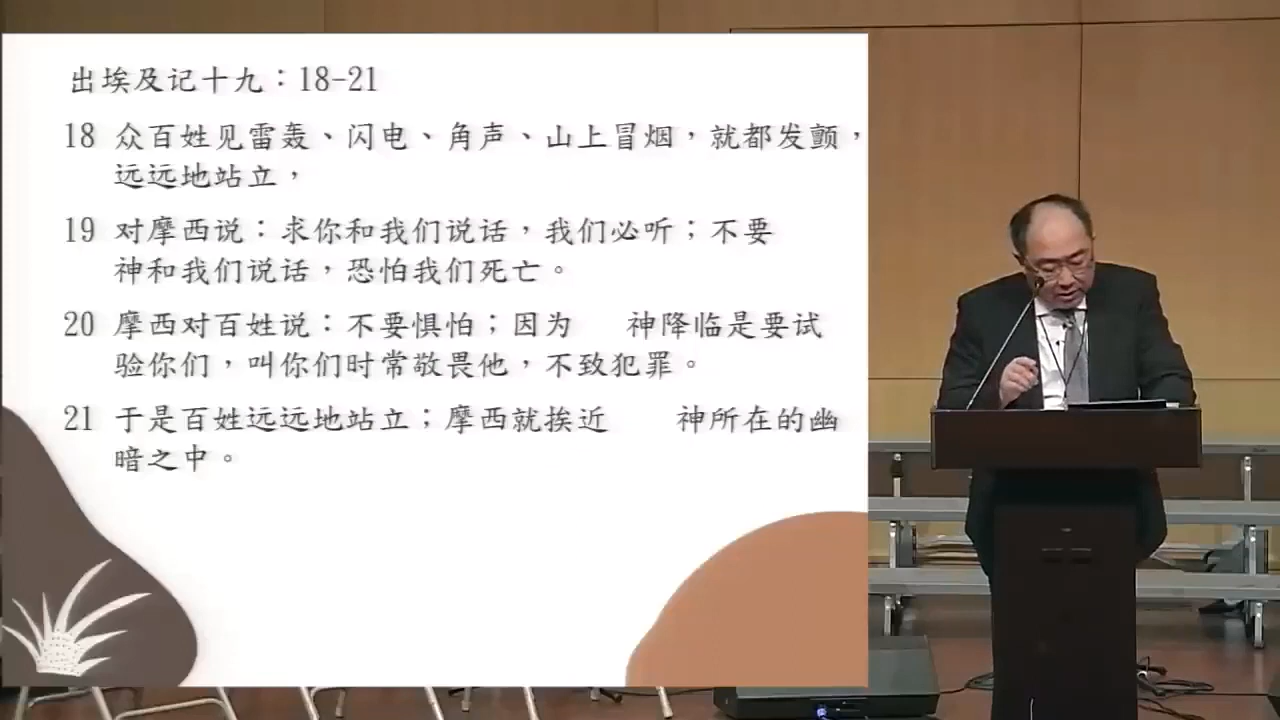 出埃及记十九：18-21
18 众百姓见雷轰、闪电、角声、山上冒烟，就都发颤，
远远地站立，
19 对摩西说：求你和我们说话，我们必听；不要
神和我们说话，恐怕我们死亡。
20 摩西对百姓说：不要惧怕；因为 神降临是要试
验你们，叫你们时常敬畏他，不致犯罪。
21 于是百姓远远地站立；摩西就挨近 神所在的幽
暗之中。